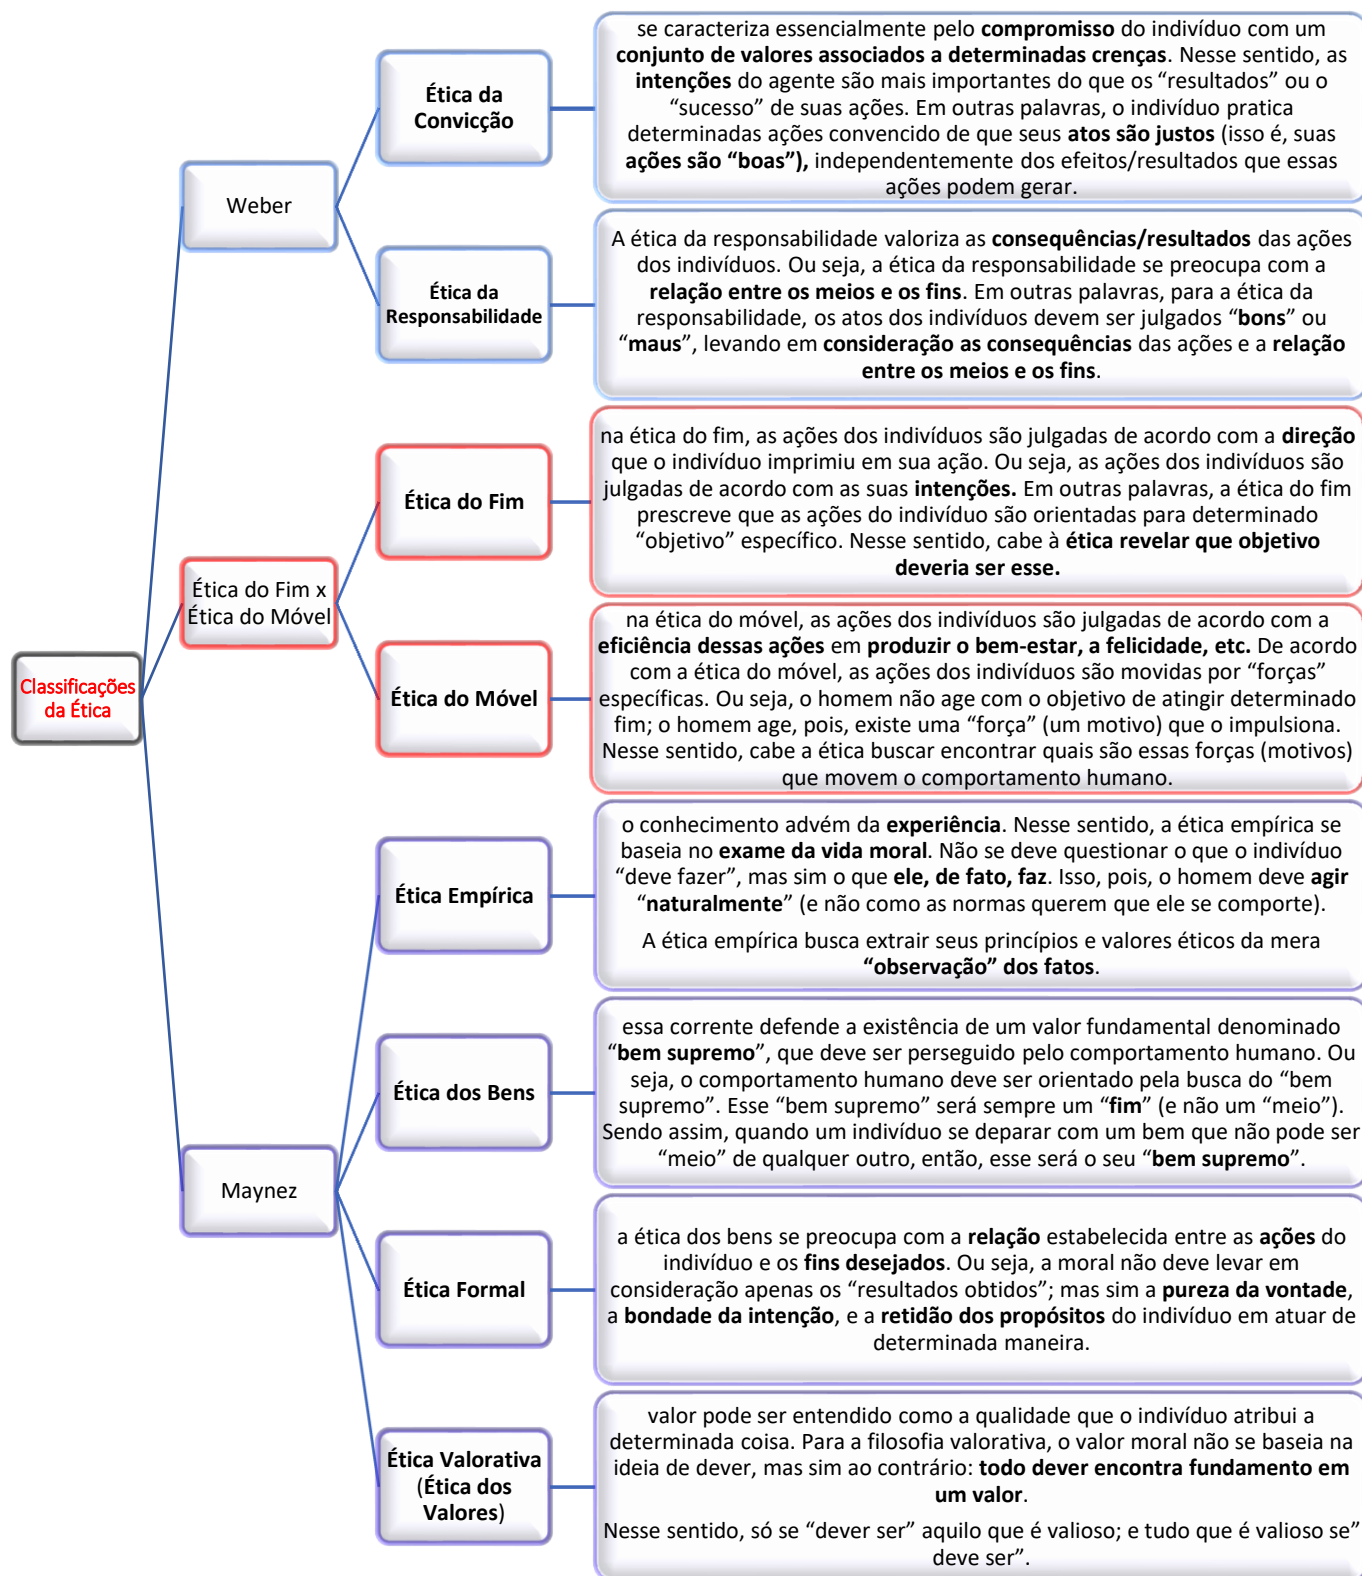 se caracteriza essencialmente pelo compromisso do indivíduo com um
conjunto de valores associados a determinadas crenças. Nesse sentido, as
intenções do agente são mais importantes do que os “resultados” ou o
“sucesso” de suas ações. Em outras palavras, o indivíduo pratica
determinadas ações convencido de que seus atos são justos (isso é, suas
ações são “boas”), independentemente dos efeitos/resultados que essas
ações podem gerar.
Ética da
Convicção
Weber
A ética da responsabilidade valoriza as consequências/resultados das ações
dos indivíduos. Ou seja, a ética da responsabilidade se preocupa com a
relação entre os meios e os fins. Em outras palavras, para a ética da
responsabilidade, os atos dos indivíduos devem ser julgados “bons” ou
“maus”, levando em consideração as consequências das ações e a relação
entre os meios e os fins.
Ética da
Responsabilidade
na ética do fim, as ações dos indivíduos são julgadas de acordo com a direção
que o indivíduo imprimiu em sua ação. Ou seja, as ações dos indivíduos são
julgadas de acordo com as suas intenções. Em outras palavras, a ética do fim
prescreve que as ações do indivíduo são orientadas para determinado
“objetivo” específico. Nesse sentido, cabe à ética revelar que objetivo
deveria ser esse.
Ética do Fim
Ética do Fim x
Ética do Móvel
na ética do móvel, as ações dos indivíduos são julgadas de acordo com a
eficiência dessas ações em produzir o bem-estar, a felicidade, etc. De acordo
com a ética do móvel, as ações dos indivíduos são movidas por “forças”
específicas. Ou seja, o homem não age com o objetivo de atingir determinado
fim; o homem age, pois, existe uma “força” (um motivo) que o impulsiona.
Nesse sentido, cabe a ética buscar encontrar quais são essas forças (motivos)
que movem o comportamento humano.
Ética do Móvel
Classificações
da Ética
o conhecimento advém da experiência. Nesse sentido, a ética empírica se
baseia no exame da vida moral. Não se deve questionar o que o indivíduo
“deve fazer”, mas sim o que ele, de fato, faz. Isso, pois, o homem deve agir
“naturalmente” (e não como as normas querem que ele se comporte).
A ética empírica busca extrair seus princípios e valores éticos da mera
“observação” dos fatos.
Ética Empírica
essa corrente defende a existência de um valor fundamental denominado
“bem supremo”, que deve ser perseguido pelo comportamento humano. Ou
seja, o comportamento humano deve ser orientado pela busca do “bem
supremo”. Esse “bem supremo” será sempre um “fim” (e não um “meio”).
Sendo assim, quando um indivíduo se deparar com um bem que não pode ser
“meio” de qualquer outro, então, esse será o seu “bem supremo”.
Ética dos Bens
Maynez
a ética dos bens se preocupa com a relação estabelecida entre as ações do
indivíduo e os fins desejados. Ou seja, a moral não deve levar em
consideração apenas os “resultados obtidos”; mas sim a pureza da vontade,
a bondade da intenção, e a retidão dos propósitos do indivíduo em atuar de
determinada maneira.
Ética Formal
valor pode ser entendido como a qualidade que o indivíduo atribui a
determinada coisa. Para a filosofia valorativa, o valor moral não se baseia na
ideia de dever, mas sim ao contrário: todo dever encontra fundamento em
um valor.
Nesse sentido, só se “dever ser” aquilo que é valioso; e tudo que é valioso se”
deve ser”.
Ética Valorativa
(Ética dos
Valores)